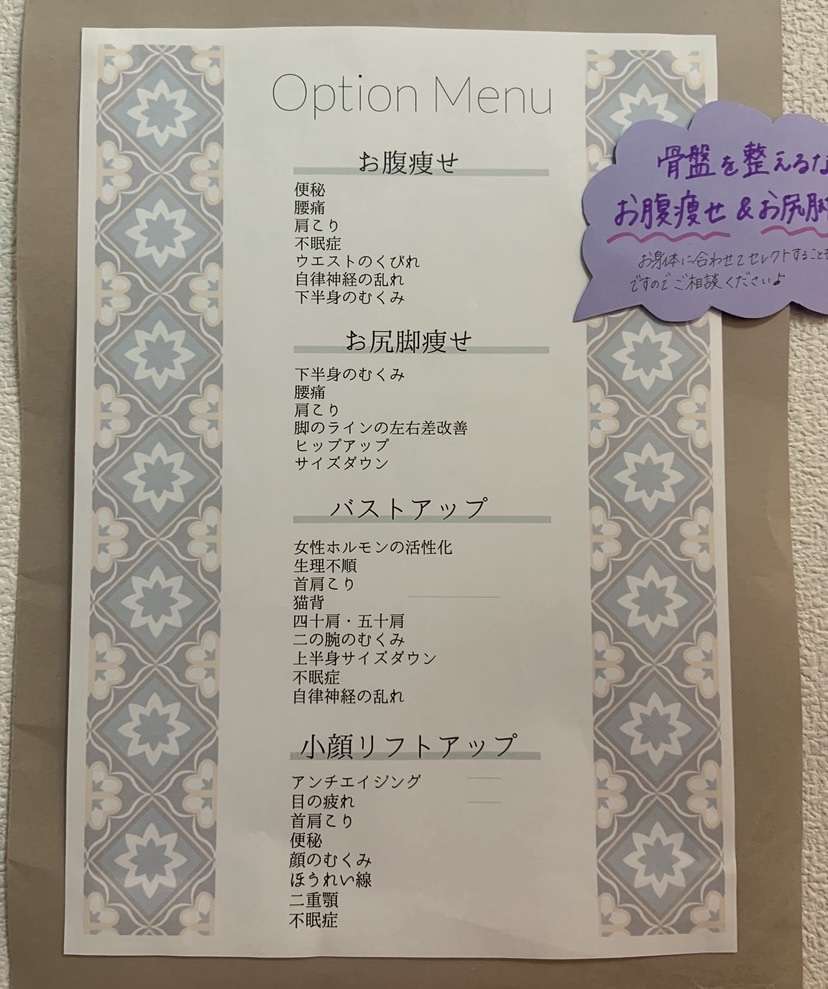 Option Menu
お腹痩せ
便秘
腰痛
肩こり
不眠症
ウエストのくびれ
自律神経の乱れ
下半身のむくみ
お尻脚痩せ
下半身のむくみ
腰痛
肩こり
脚のラインの左右差改善
ヒップアップ
サイズダウン
バストアップ
女性ホルモンの活性化
生理不順
首肩こり
猫背
四十肩・五十肩
二の腕のむくみ
上半身サイズダウン
不眠症
自律神経の乱れ
小顔リフトアップ
アンチエイジング
目の疲れ
首肩こり
便秘
顔のむくみ
ほうれい線
二重顎
不眠症
骨盤を整えるな
お腹痩せ&お尻脚
お身体に合わせてセレクトすること
ですのでご相談ください♪